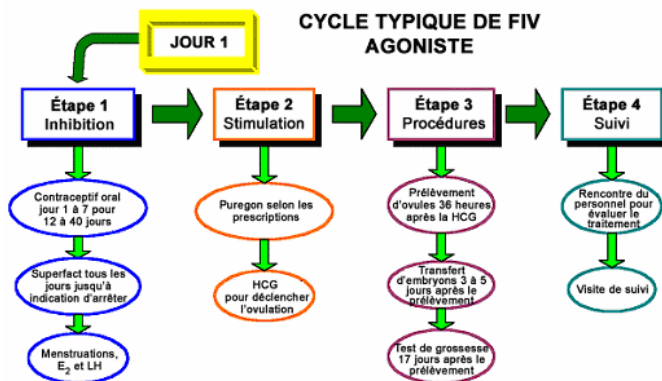 CYCLE TYPIQUE DE FIV
AGONISTE
JOUR 1
Étape 1
Inhibition
Contraceptif oral
jour 1 à 7 pour
12 à 40 jours
Superfact tous les
jours jusqu'à
indication d'arrêter
Menstruations,
E₂ et LH
Étape 2
Stimulation
Puregon selon les
prescriptions
HCG
pour déclencher
l'ovulation
Étape 3
Procédures
Prélèvement
d'ovules 36 heures
après la HCG
Transfert
d'embryons 3 à 5
jours après le
prélèvement
Test de grossesse
17 jours après le
prélèvement
Étape 4
Suivi
Rencontre du
personnel pour
évaluer le
traitement
Visite de suivi